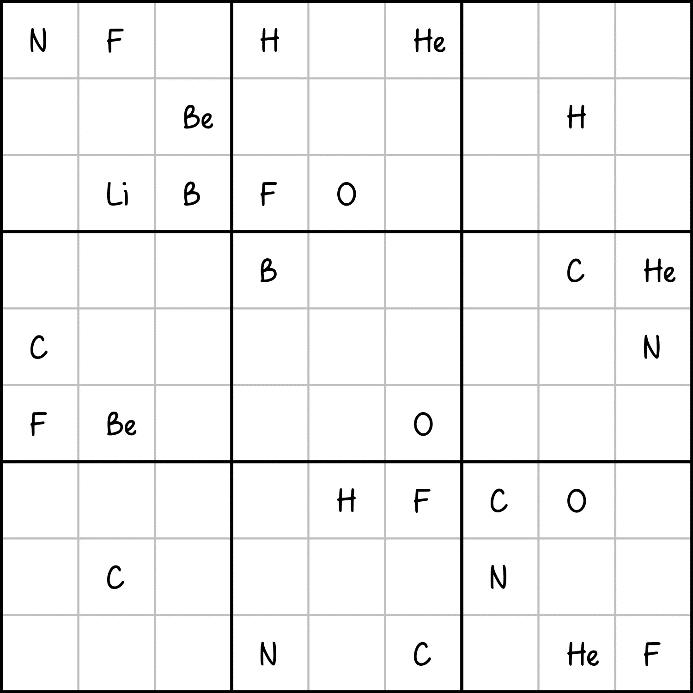 N F H He
Be H
Li B F O
B C He
C N
F Be O
H F C O
C N
N C He F